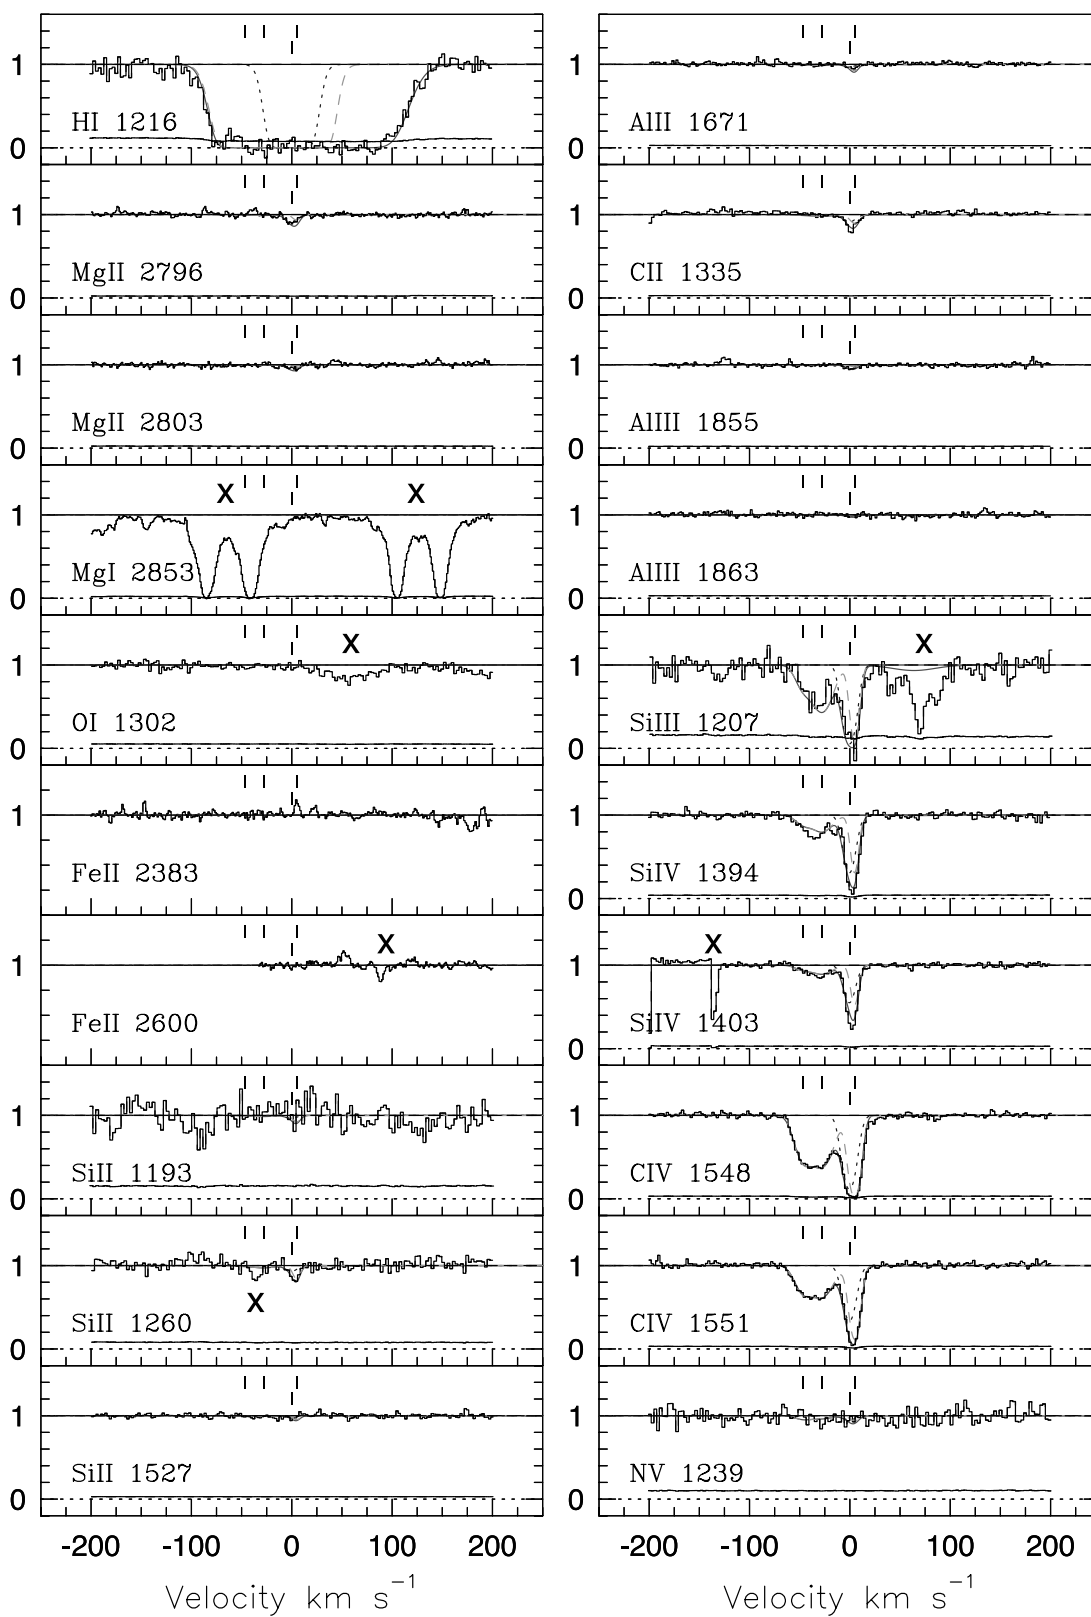 1
HI 1216
0
1
MgII 2796
0
1
MgII 2803
0
X X
1
MgI 2853
0
X
1
OI 1302
0
1
FeII 2383
0
X
1
FeII 2600
0
1
SiII 1193
0
1
X
SiII 1260
0
1
SiII 1527
0
-200 -100 0 100 200
Velocity km s⁻¹
1
AlII 1671
0
1
CII 1335
0
1
AlIII 1855
0
1
AlIII 1863
0
X
1
SiIII 1207
0
1
SiIV 1394
0
X
1
SiIV 1403
0
1
CIV 1548
0
1
CIV 1551
0
1
NV 1239
0
-200 -100 0 100 200
Velocity km s⁻¹